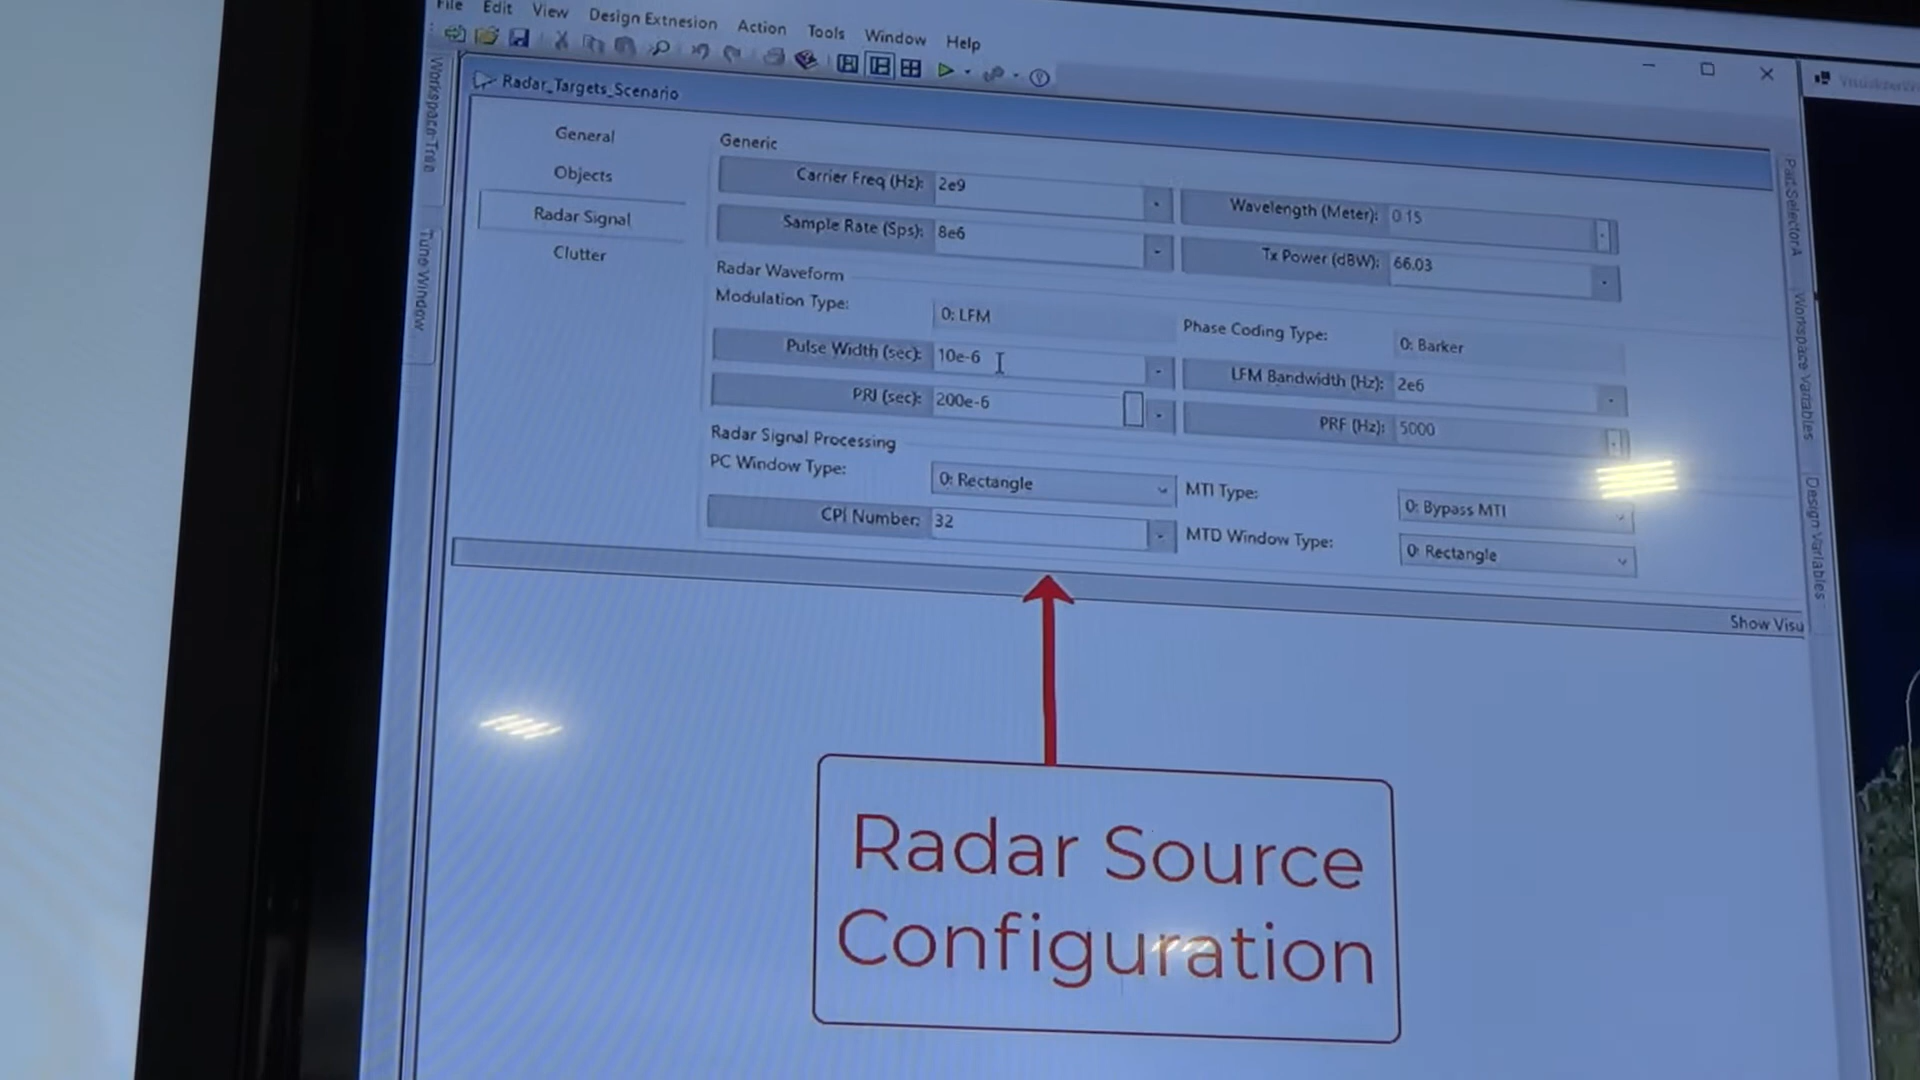 File Edit View Design Extnesion Action Tools Window Help
Radar_Targets_Scenario
Workspace Tree
Tune Window
General
Objects
Radar Signal
Clutter
Generic
Carrier Freq (Hz): 2e9
Wavelength (Meter): 0.15
Sample Rate (Sps): 8e6
Tx Power (dBW): 66.03
Radar Waveform
Modulation Type: 0: LFM
Phase Coding Type: 0: Barker
Pulse Width (sec): 10e-6
LFM Bandwidth (Hz): 2e6
PRI (sec): 200e-6
PRF (Hz): 5000
Radar Signal Processing
PC Window Type: 0: Rectangle
MTI Type: 0: Bypass MTI
CPI Number: 32
MTD Window Type: 0: Rectangle
Show Visu
Part Selector A
Workspace Variables
Design Variables
Radar Source
Configuration